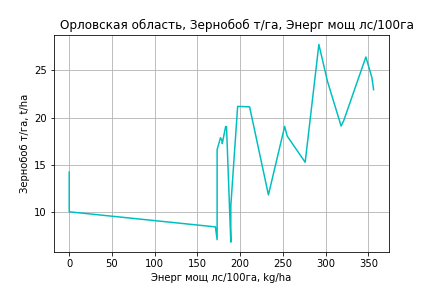 Орловская область, Зернобоб т/га, Энерг мощ лс/100га
25
20
15
10
Зернобоб т/га, t/ha
0 50 100 150 200 250 300 350
Энерг мощ лс/100га, kg/ha